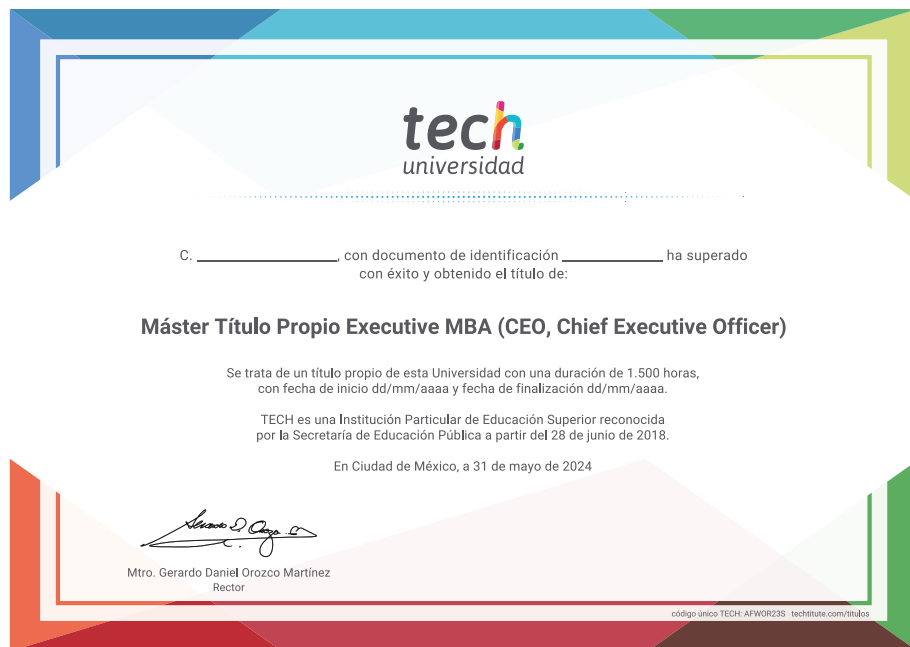 tech
universidad
C. __________________, con documento de identificación _____________ ha superado
con éxito y obtenido el título de:
Máster Título Propio Executive MBA (CEO, Chief Executive Officer)
Se trata de un título propio de esta Universidad con una duración de 1.500 horas,
con fecha de inicio dd/mm/aaaa y fecha de finalización dd/mm/aaaa.
TECH es una Institución Particular de Educación Superior reconocida
por la Secretaría de Educación Pública a partir del 28 de junio de 2018.
En Ciudad de México, a 31 de mayo de 2024
Mtro. Gerardo Daniel Orozco Martínez
Rector
código único TECH: AFWOR23S techtitute.com/titulos